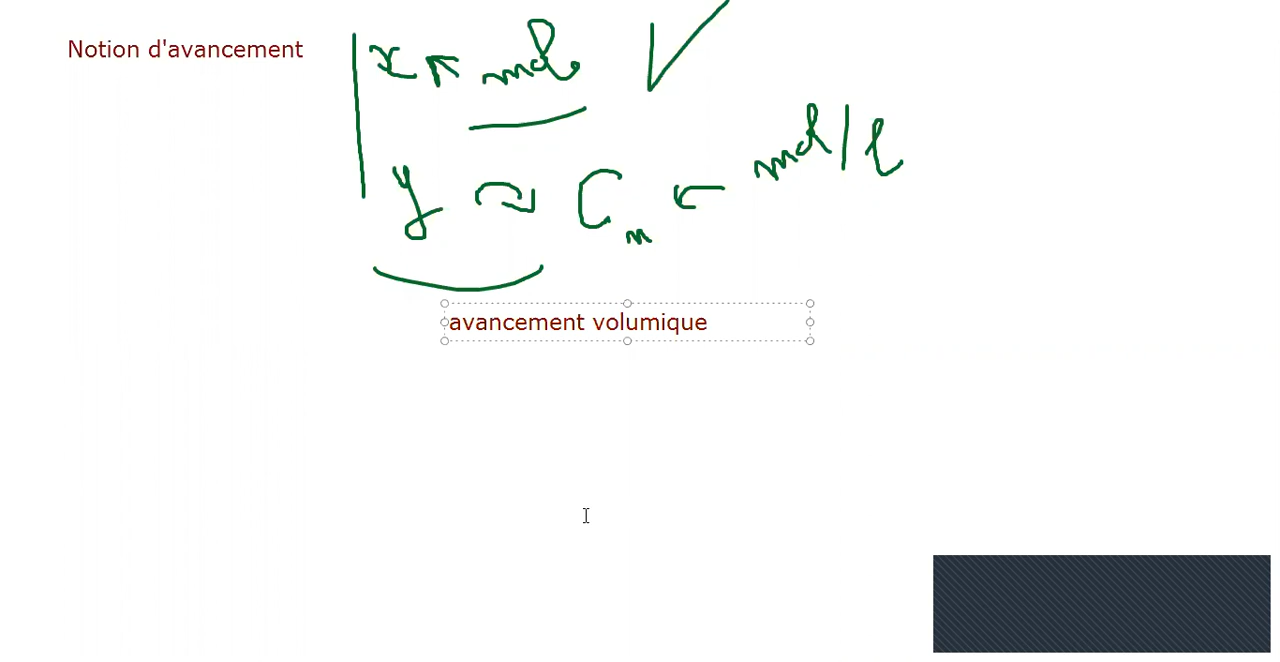 Notion d'avancement
x ← mol
y ~ Cm ← mol/l
avancement volumique